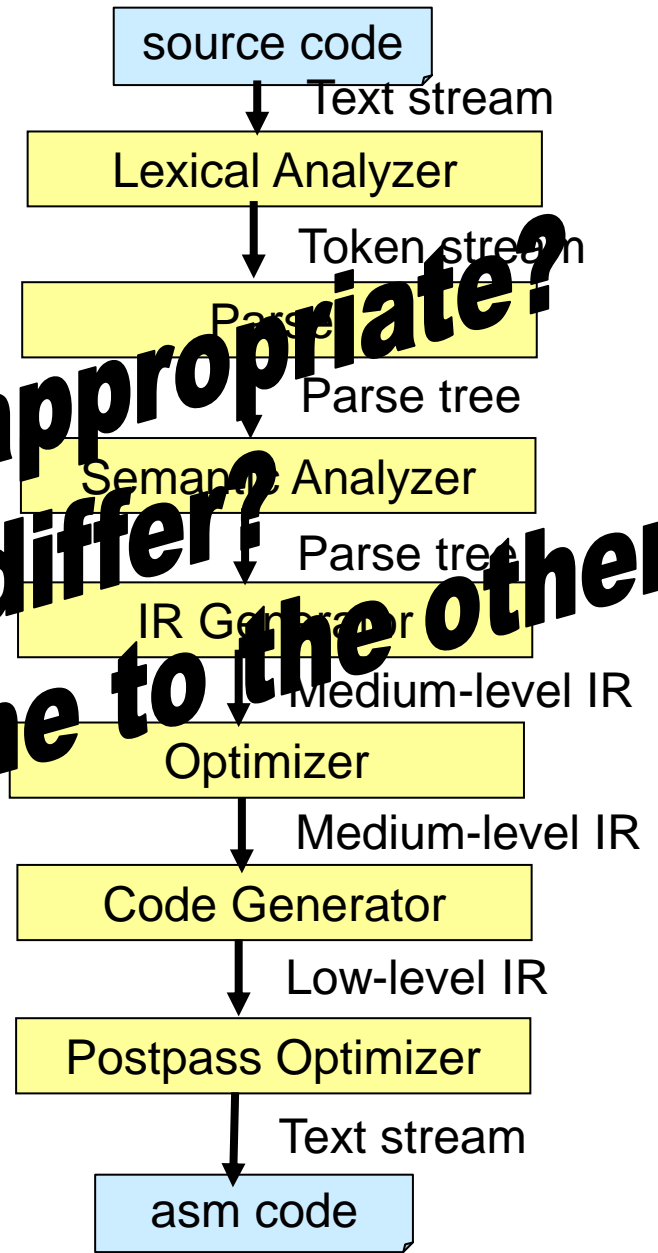 source code
Text stream
Lexical Analyzer
Token stream
Parser
appropriate?
Parse tree
Semantic Analyzer
differ?
Parse tree
IR Generator
to the other
Medium-level IR
Optimizer
Medium-level IR
Code Generator
Low-level IR
Postpass Optimizer
Text stream
asm code